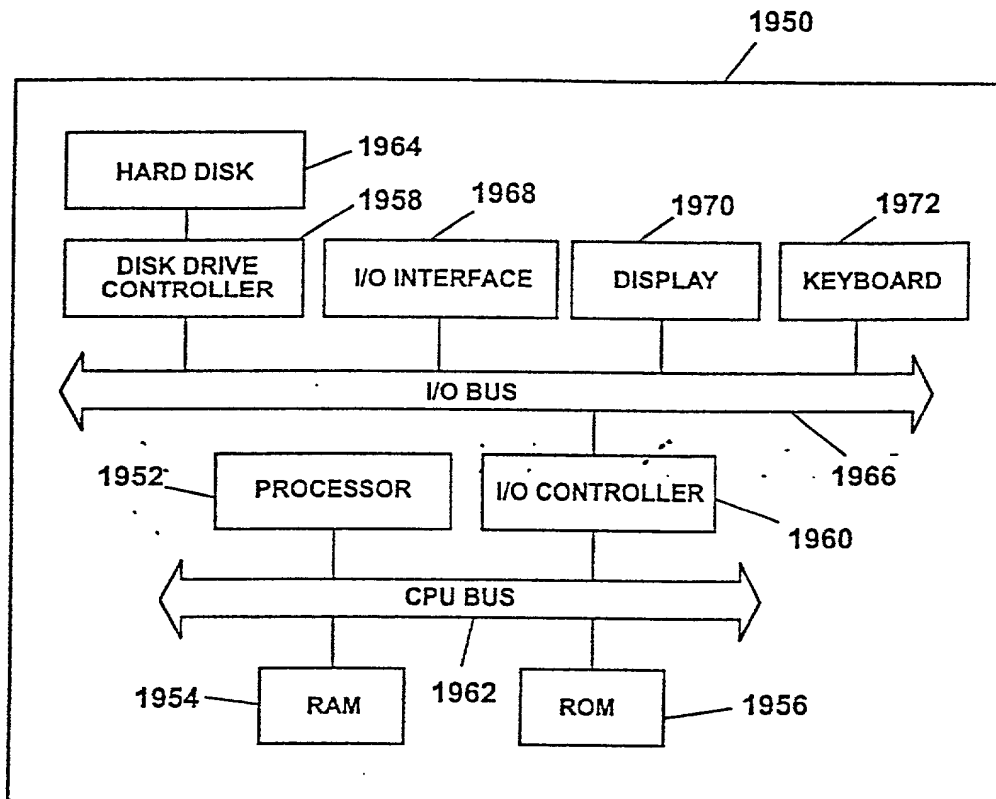 1950
HARD DISK
1964
1958
1968
1970
1972
DISK DRIVE
CONTROLLER
I/O INTERFACE
DISPLAY
KEYBOARD
I/O BUS
1952
PROCESSOR
I/O CONTROLLER
1966
1960
CPU BUS
1954
RAM
1962
ROM
1956